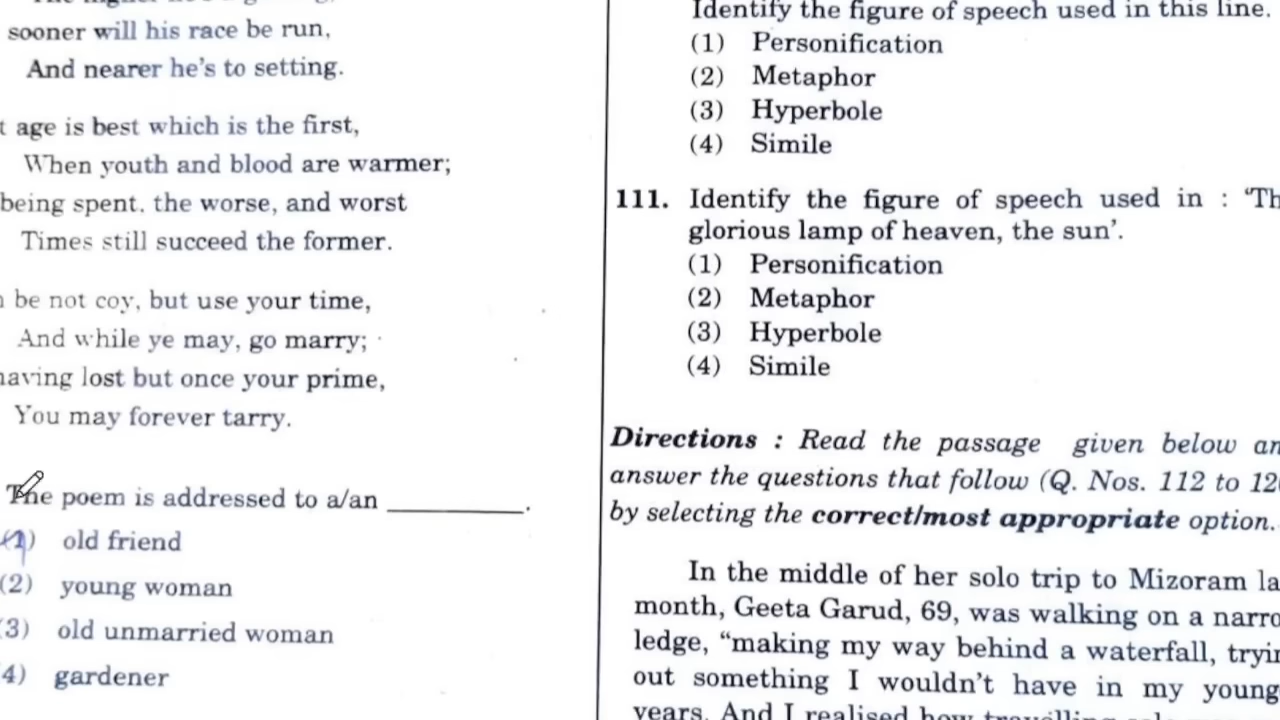 sooner will his race be run,
And nearer he's to setting.
t age is best which is the first,
When youth and blood are warmer;
being spent. the worse, and worst
Times still succeed the former.
n be not coy, but use your time,
And while ye may, go marry;
having lost but once your prime,
You may forever tarry.
The poem is addressed to a/an ________.
(1) old friend
(2) young woman
(3) old unmarried woman
4) gardener
Identify the figure of speech used in this line.
(1) Personification
(2) Metaphor
(3) Hyperbole
(4) Simile
111. Identify the figure of speech used in : 'Th
glorious lamp of heaven, the sun'.
(1) Personification
(2) Metaphor
(3) Hyperbole
(4) Simile
Directions : Read the passage given below an
answer the questions that follow (Q. Nos. 112 to 12
by selecting the correct/most appropriate option.
In the middle of her solo trip to Mizoram la
month, Geeta Garud, 69, was walking on a narro
ledge, "making my way behind a waterfall, tryin
out something I wouldn't have in my young
years. And I realised how travelling